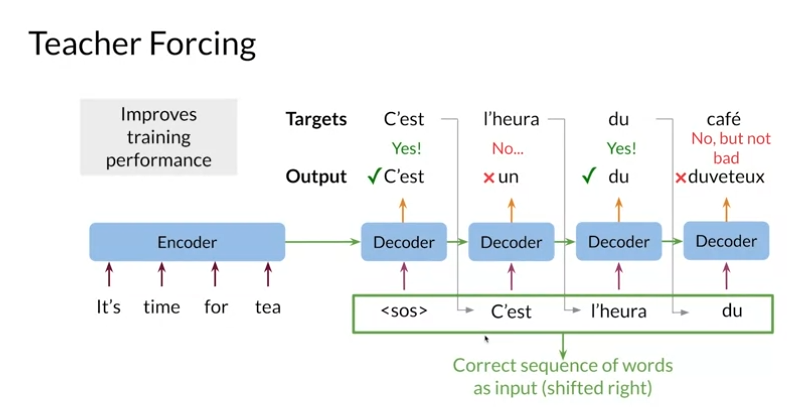 Teacher Forcing
Improves
training
performance
Targets C'est l'heura du café
Yes! No... Yes! No, but not
bad
Output C'est un du duveteux
Encoder Decoder Decoder Decoder Decoder
It's time for tea <sos> C'est l'heura du
Correct sequence of words
as input (shifted right)